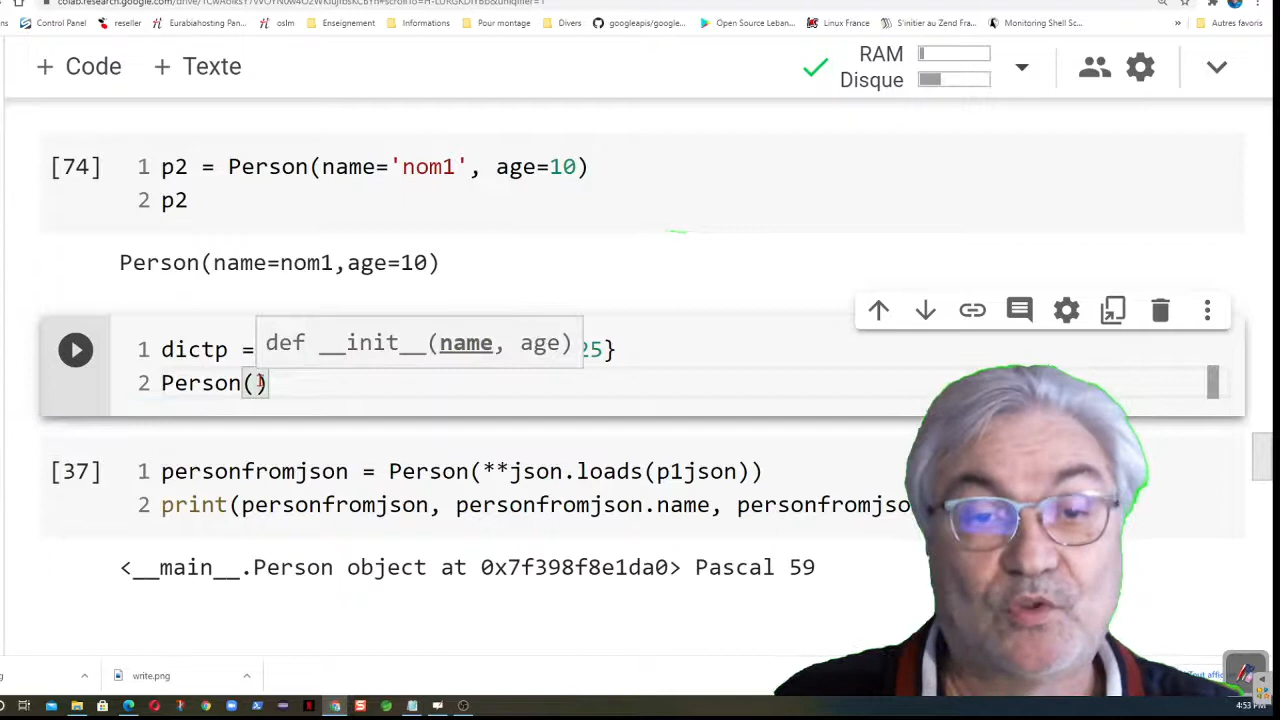 Control Panel
reseller
Eurabiahosting Pan...
oslm
Enseignement
Informations
Pour montage
Divers
googleapis/google...
Open Source Leban...
Linux France
S'initier au Zend Fra...
Monitoring Shell Sc...
»
Autres favoris
+ Code + Texte
RAM
Disque
[74] 1 p2 = Person(name='nom1', age=10)
2 p2
Person(name=nom1,age=10)
def __init__(name, age)
1 dictp = 25}
2 Person()
[37] 1 personfromjson = Person(**json.loads(p1json))
2 print(personfromjson, personfromjson.name, personfromjso
<__main__.Person object at 0x7f398f8e1da0> Pascal 59
write.png
4:53 PM